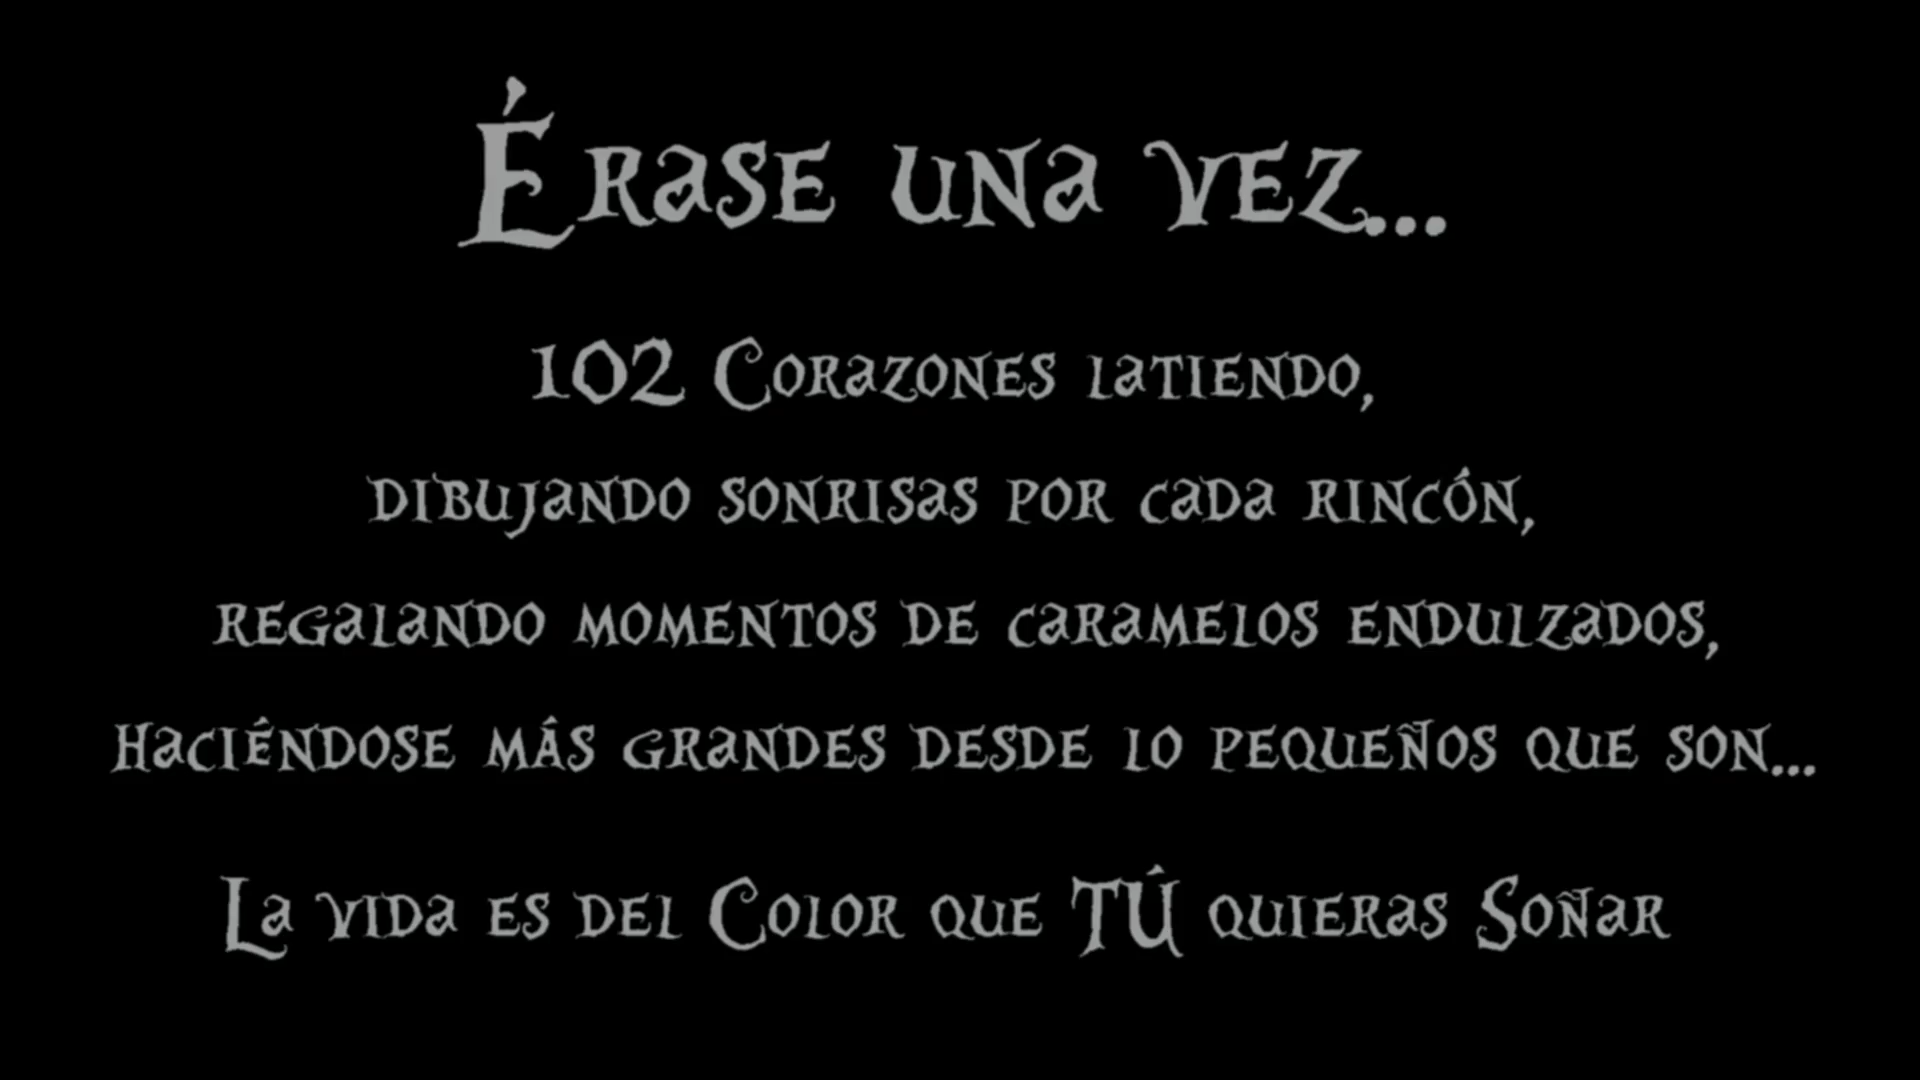 Érase una vez...
102 Corazones latiendo,
dibujando sonrisas por cada rincón,
regalando momentos de caramelos endulzados,
haciéndose más grandes desde lo pequeños que son...
La vida es del Color que TÚ quieras Soñar